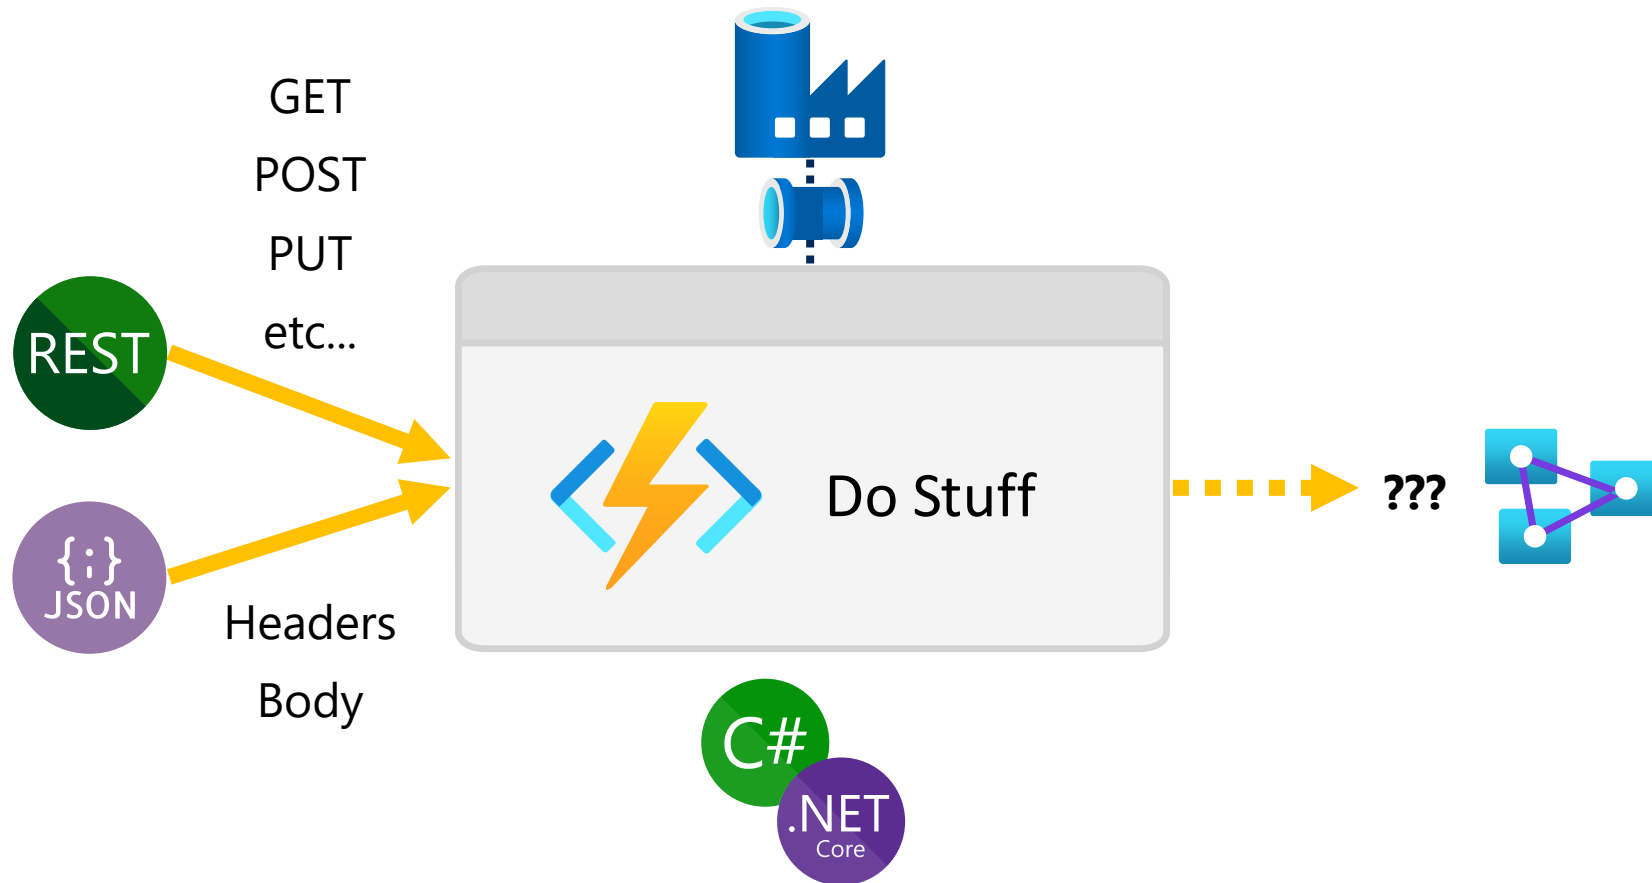 GET
POST
PUT
etc...
REST
{;}
JSON
Headers
Body
Do Stuff
???
C#
.NET
Core